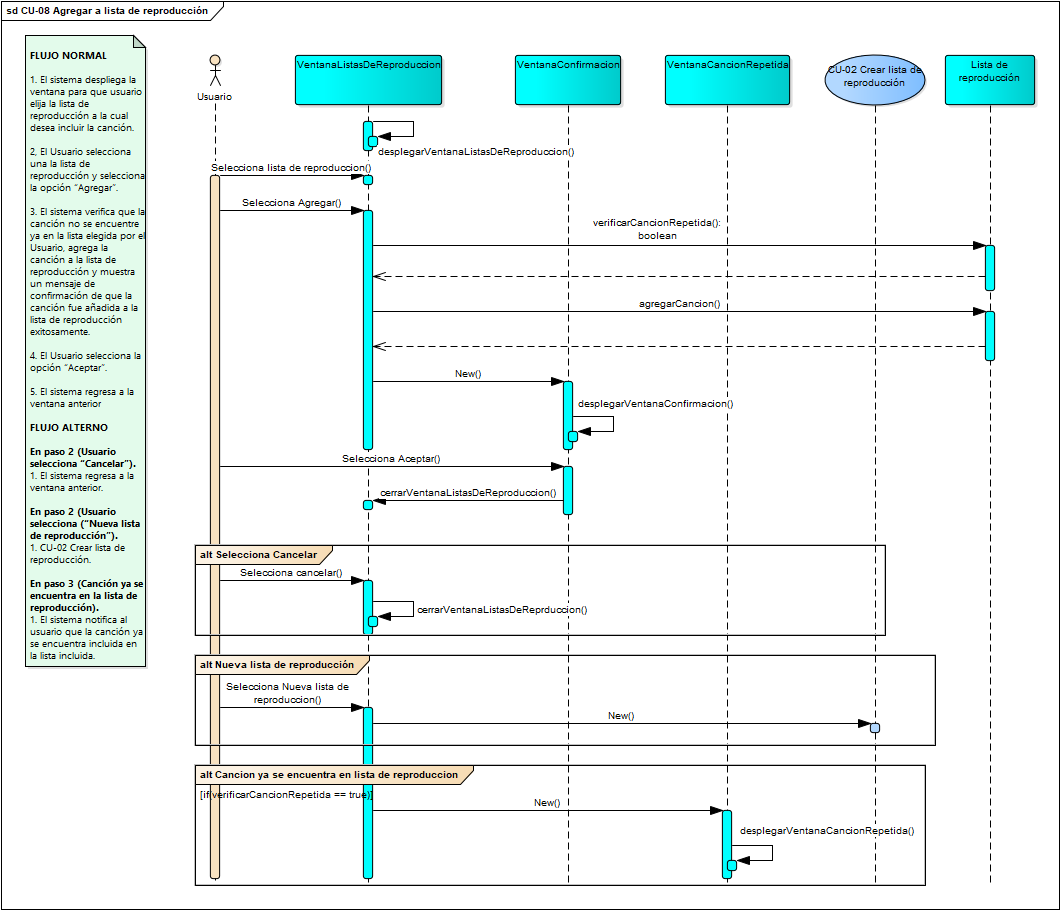 sd CU-08 Agregar a lista de reproducción
FLUJO NORMAL
1. El sistema despliega la
ventana para que usuario
elija la lista de
reproducción a la cual
desea incluir la canción.
2, El Usuario selecciona
una la lista de
reproducción y selecciona
la opción “Agregar”.
3. El sistema verifica que la
canción no se encuentre
ya en la lista elegida por el
Usuario, agrega la
canción a la lista de
reproducción y muestra
un mensaje de
confirmación de que la
canción fue añadida a la
lista de reproducción
exitosamente.
4. El Usuario selecciona la
opción “Aceptar”.
5. El sistema regresa a la
ventana anterior
FLUJO ALTERNO
En paso 2 (Usuario
selecciona “Cancelar”).
1. El sistema regresa a la
ventana anterior.
En paso 2 (Usuario
selecciona (“Nueva lista
de reproducción”).
1. CU-02 Crear lista de
reproducción.
En paso 3 (Canción ya se
encuentra en la lista de
reproducción).
1. El sistema notifica al
usuario que la canción ya
se encuentra incluida en
la lista incluida.
Usuario
VentanaListasDeReproduccion
VentanaConfirmacion
VentanaCancionRepetida
CU-02 Crear lista de
reproducción
Lista de
reproducción
desplegarVentanaListasDeReproduccion()
Selecciona lista de reproduccion()
Selecciona Agregar()
verificarCancionRepetida():
boolean
agregarCancion()
New()
desplegarVentanaConfirmacion()
Selecciona Aceptar()
cerrarVentanaListasDeReproduccion()
alt Selecciona Cancelar
Selecciona cancelar()
cerrarVentanaListasDeReprduccion()
alt Nueva lista de reproducción
Selecciona Nueva lista de
reproduccion()
New()
alt Cancion ya se encuentra en lista de reproduccion
[if(verificarCancionRepetida == true)]
New()
desplegarVentanaCancionRepetida()